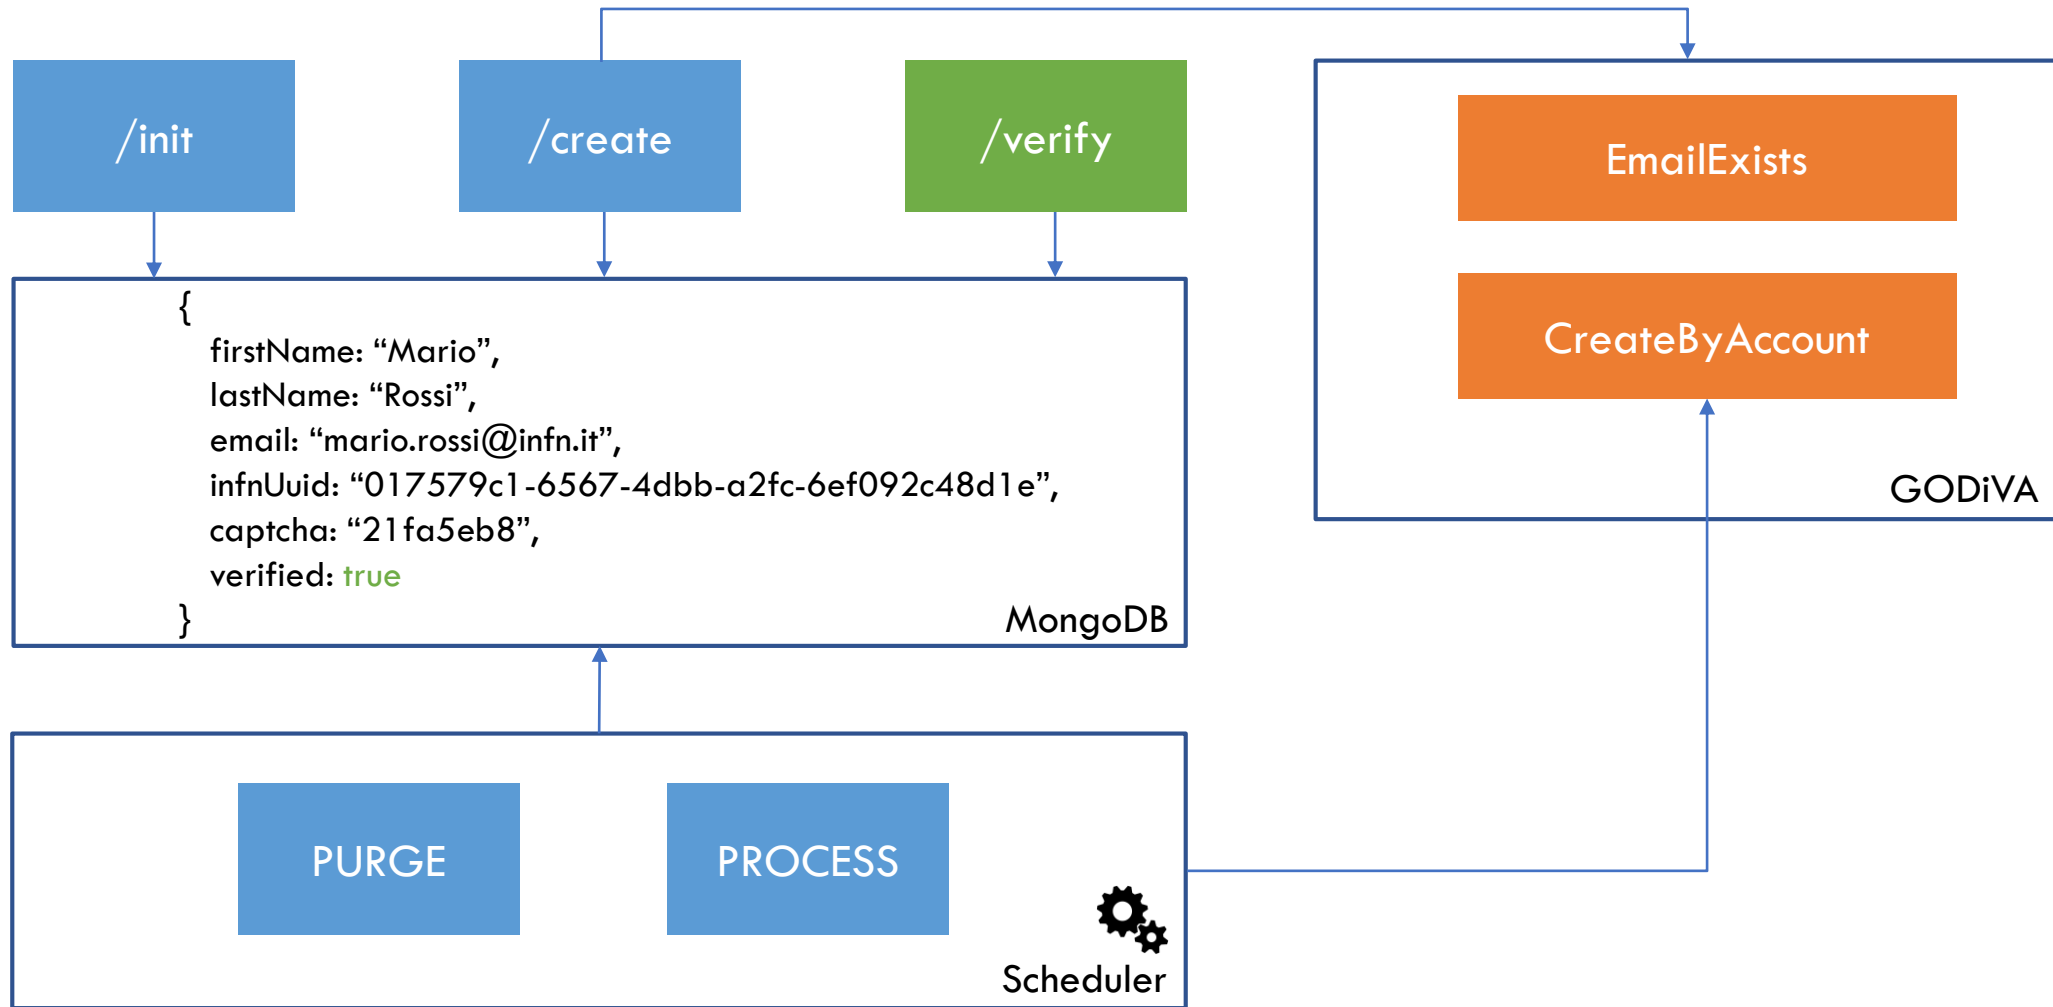 /init
/create
/verify
EmailExists
CreateByAccount
GODiVA
{
firstName: “Mario”,
lastName: “Rossi”,
email: “mario.rossi@infn.it”,
infnUuid: “017579c1-6567-4dbb-a2fc-6ef092c48d1e”,
captcha: “21fa5eb8”,
verified: true
}
MongoDB
PURGE
PROCESS
Scheduler